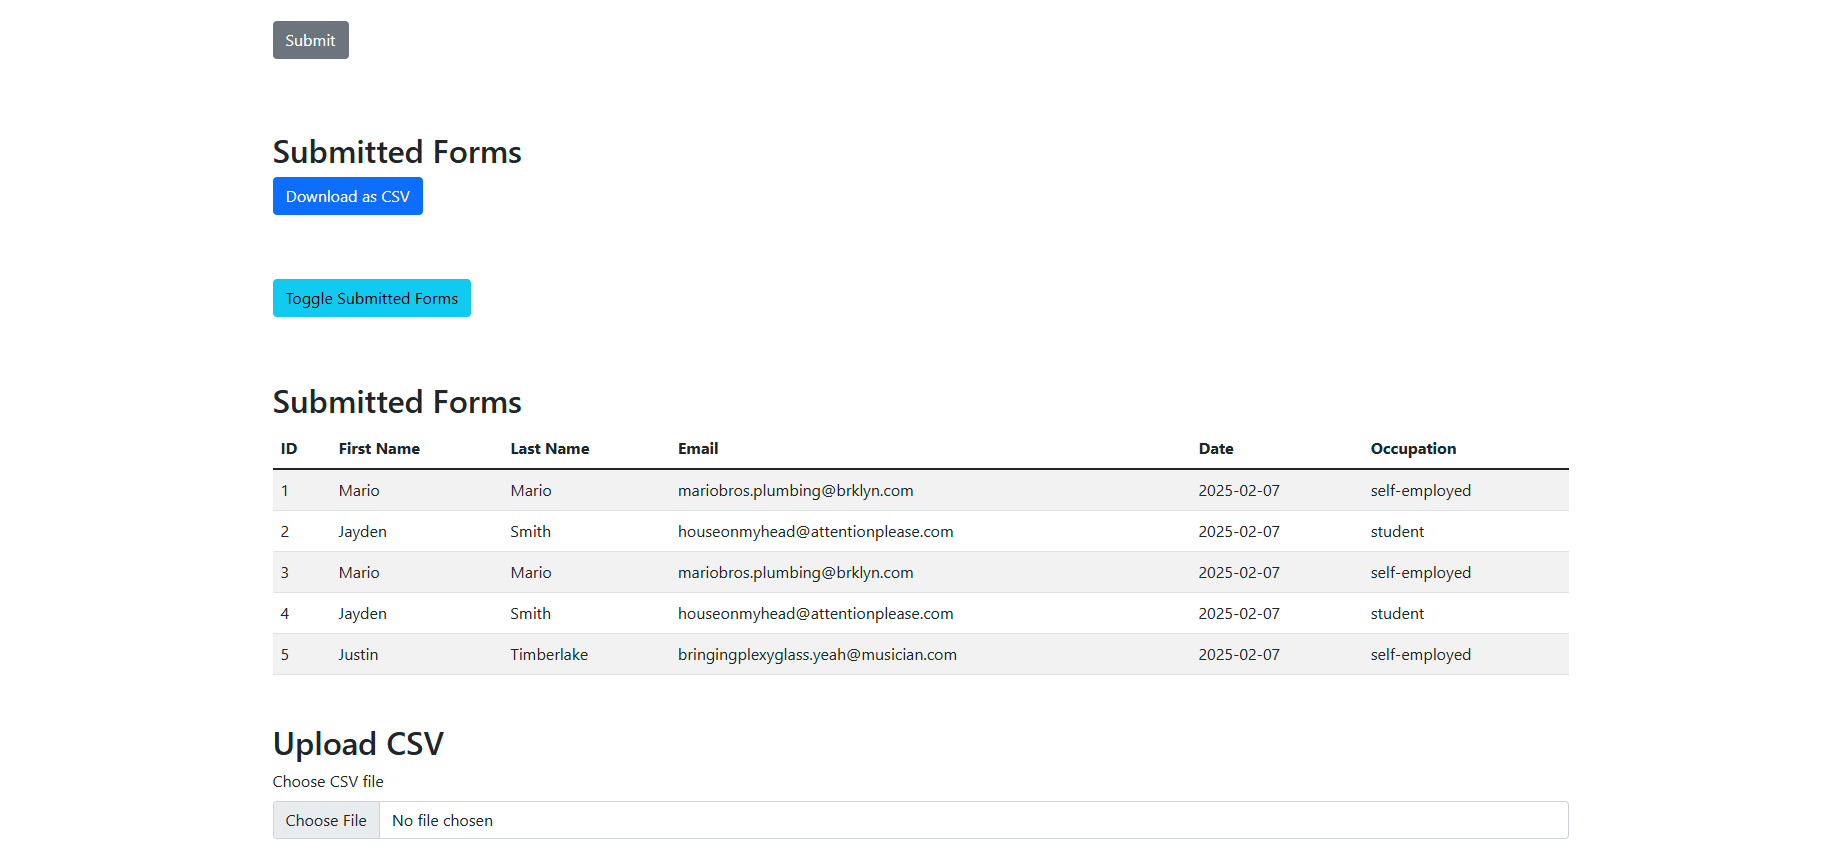 Submit
Submitted Forms
Download as CSV
Toggle Submitted Forms
Submitted Forms
ID First Name Last Name Email Date Occupation
1 Mario Mario mariobros.plumbing@brklyn.com 2025-02-07 self-employed
2 Jayden Smith houseonmyhead@attentionplease.com 2025-02-07 student
3 Mario Mario mariobros.plumbing@brklyn.com 2025-02-07 self-employed
4 Jayden Smith houseonmyhead@attentionplease.com 2025-02-07 student
5 Justin Timberlake bringingplexyglass.yeah@musician.com 2025-02-07 self-employed
Upload CSV
Choose CSV file
Choose File No file chosen